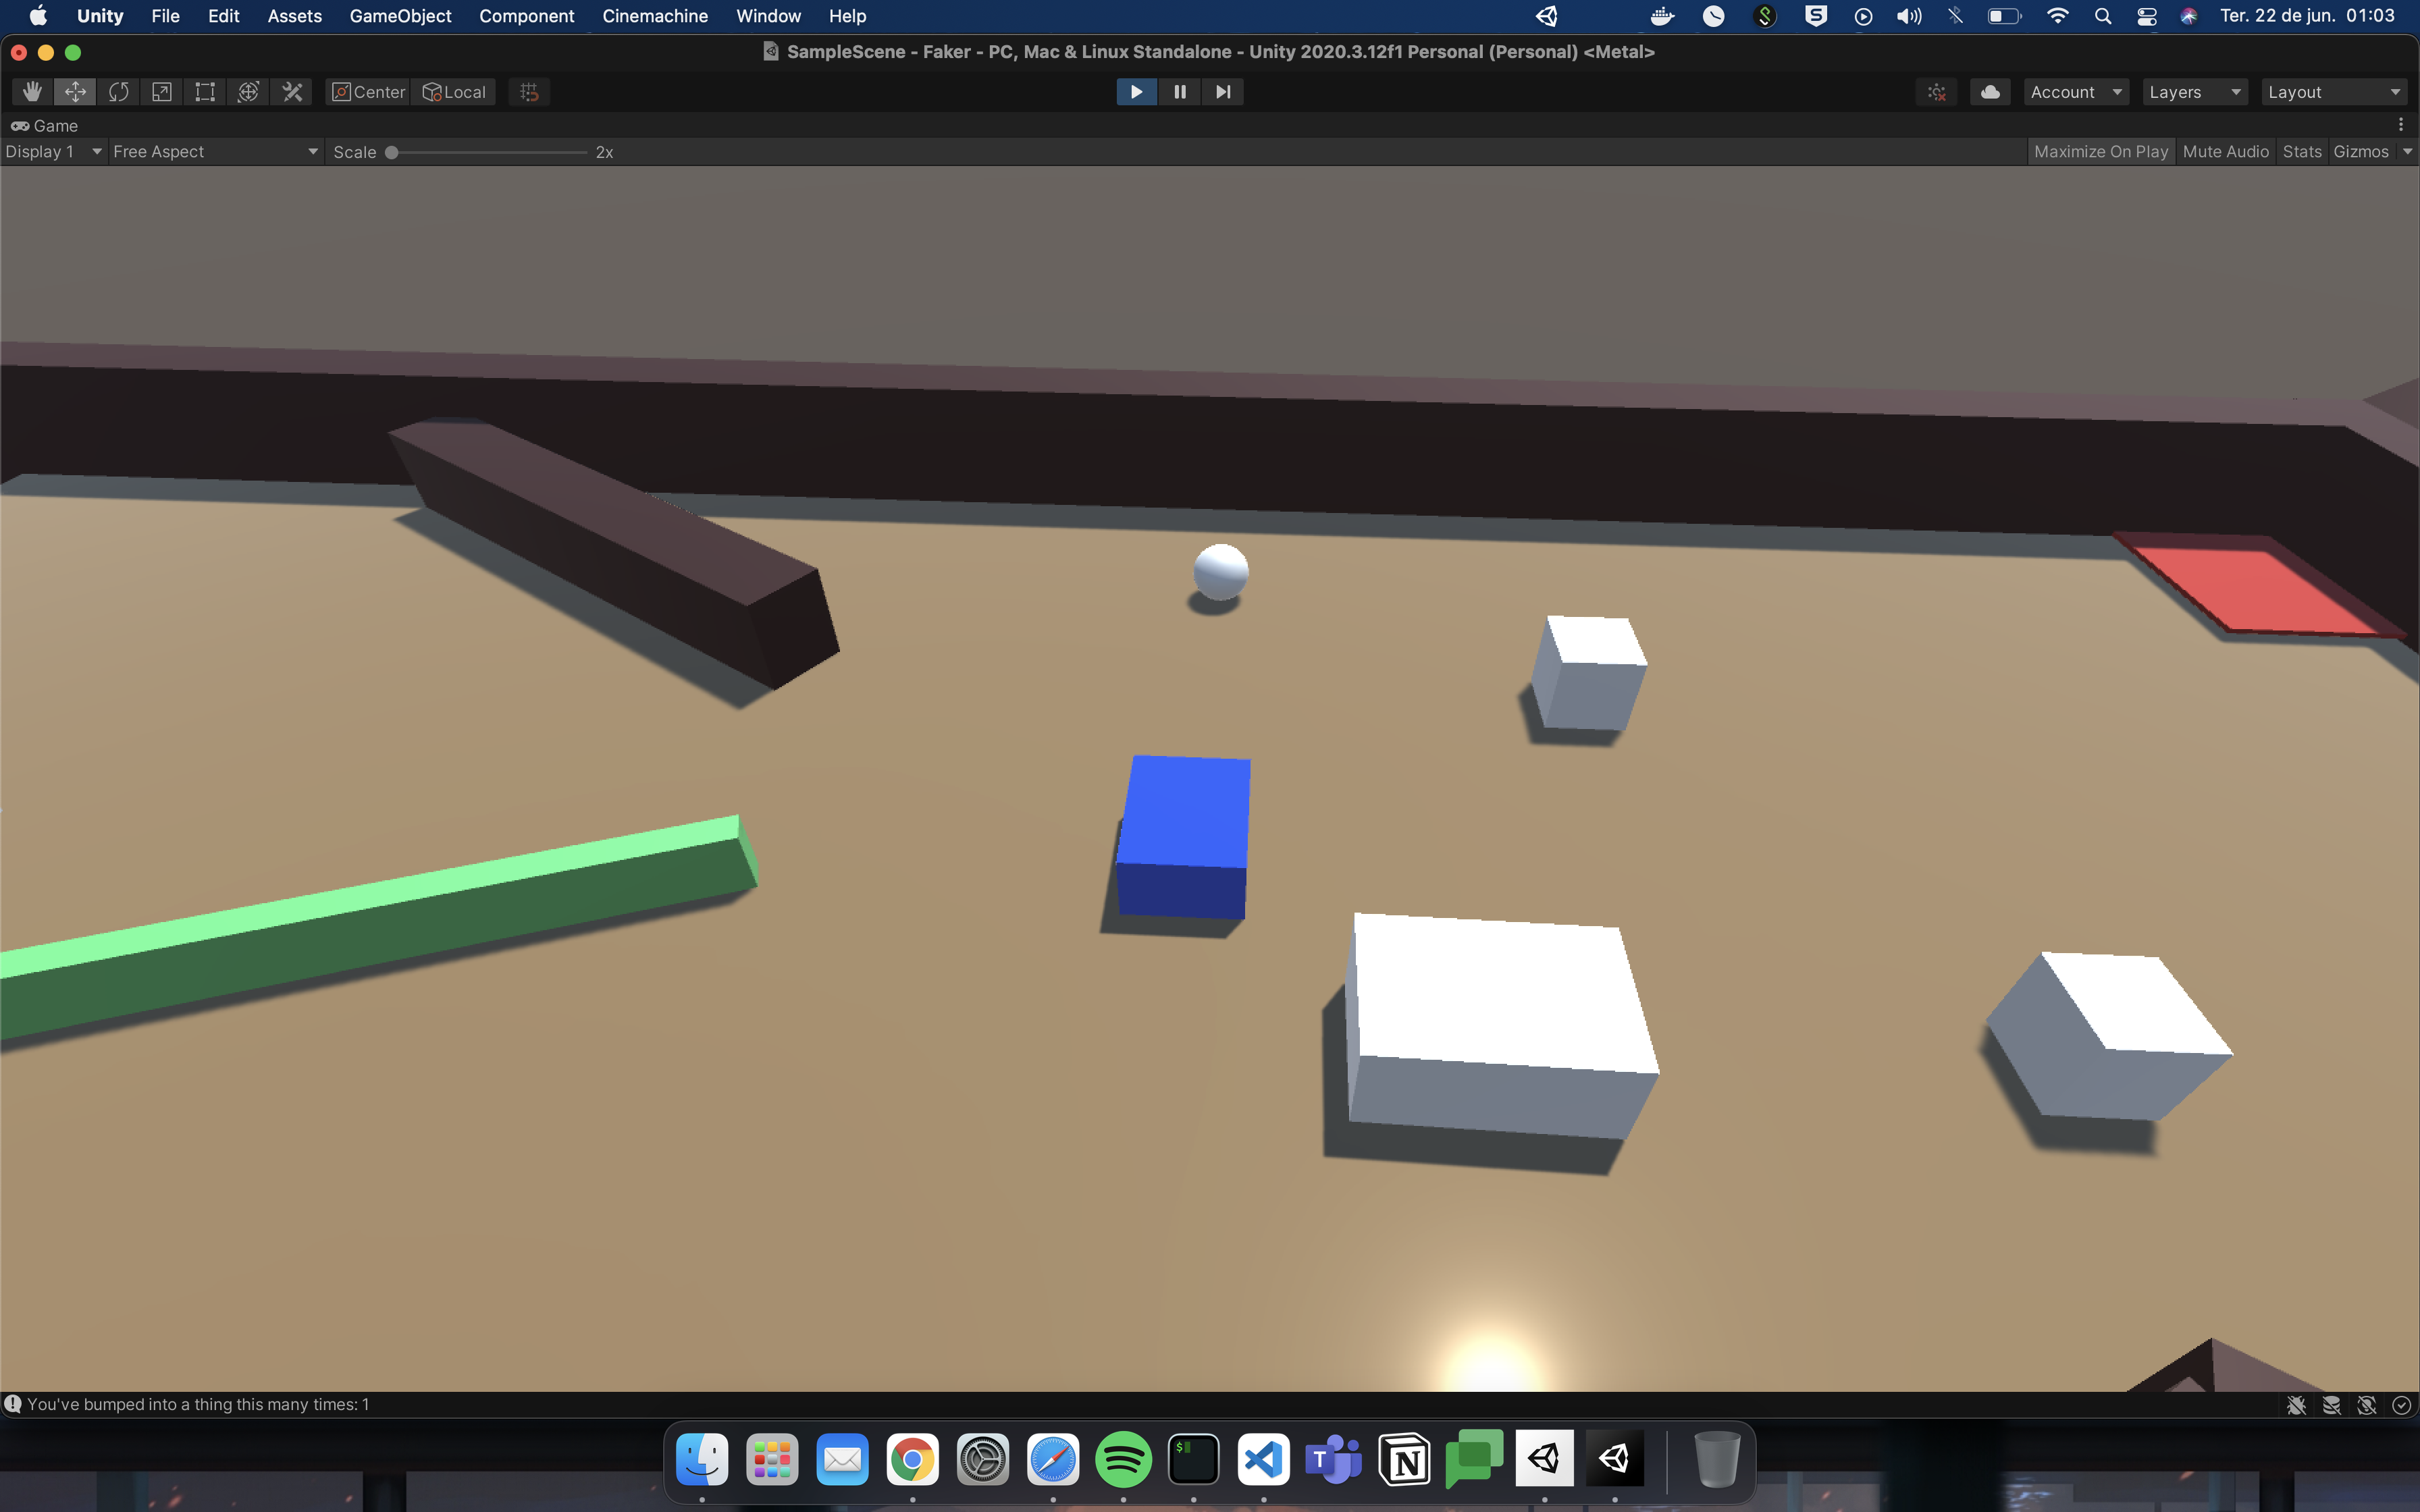 Unity File Edit Assets GameObject Component Cinemachine Window Help Ter. 22 de jun. 01:03
SampleScene - Faker - PC, Mac & Linux Standalone - Unity 2020.3.12f1 Personal (Personal) <Metal>
Center Local Account Layers Layout
Game
Display 1 Free Aspect Scale 2x Maximize On Play Mute Audio Stats Gizmos
You've bumped into a thing this many times: 1